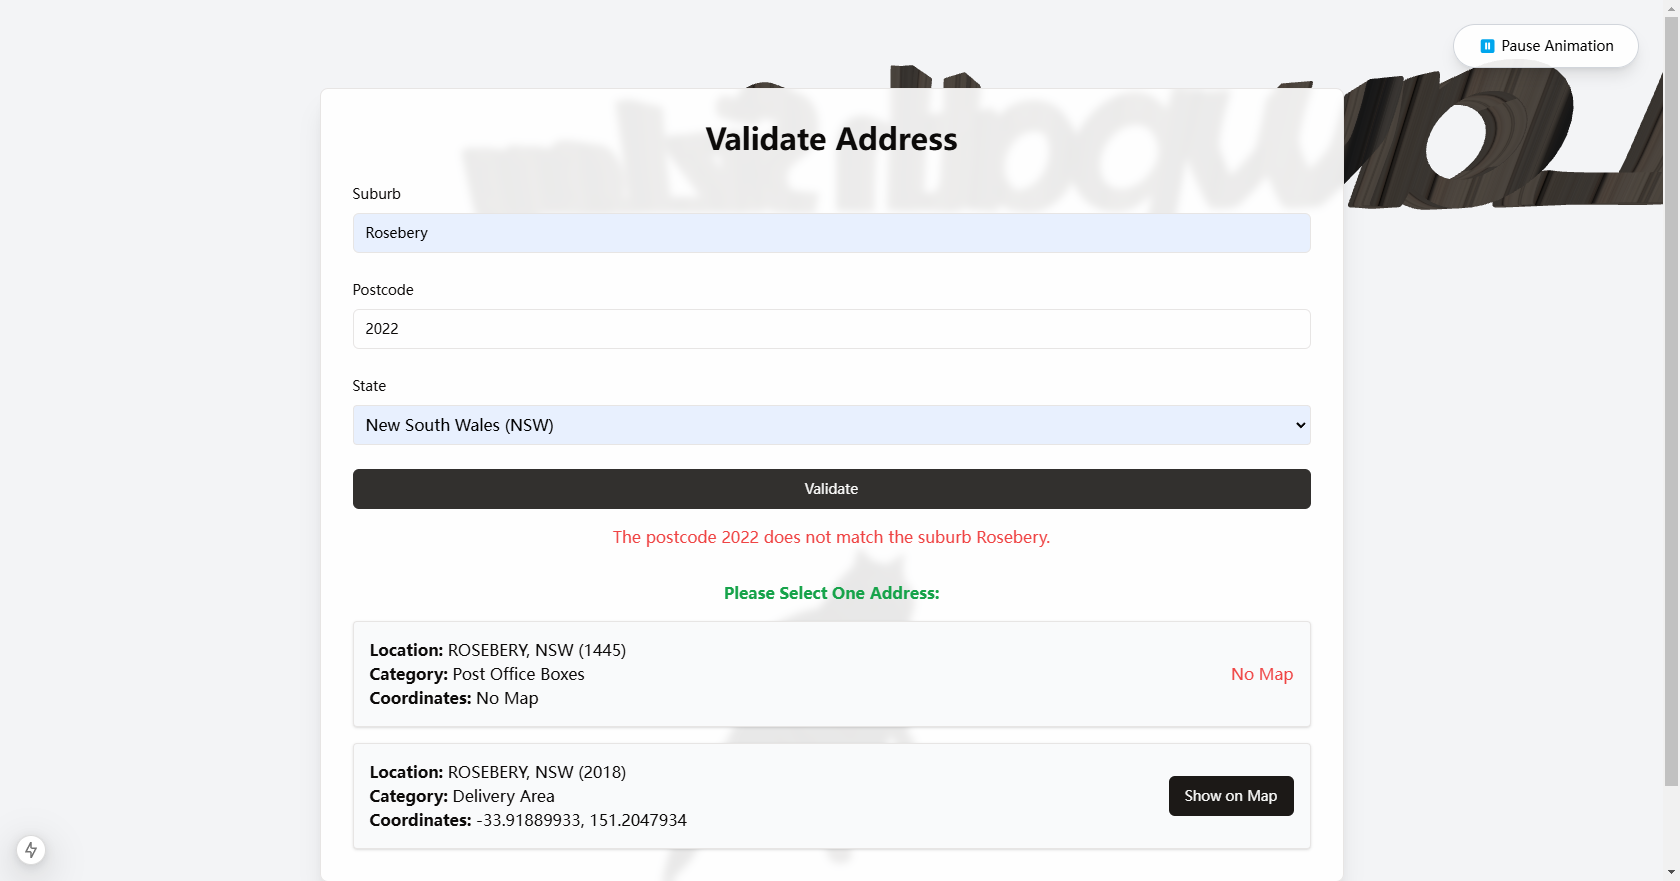 Pause Animation
Validate Address
Suburb
Rosebery
Postcode
2022
State
New South Wales (NSW)
Validate
The postcode 2022 does not match the suburb Rosebery.
Please Select One Address:
Location: ROSEBERY, NSW (1445)
Category: Post Office Boxes
Coordinates: No Map
No Map
Location: ROSEBERY, NSW (2018)
Category: Delivery Area
Coordinates: -33.91889933, 151.2047934
Show on Map